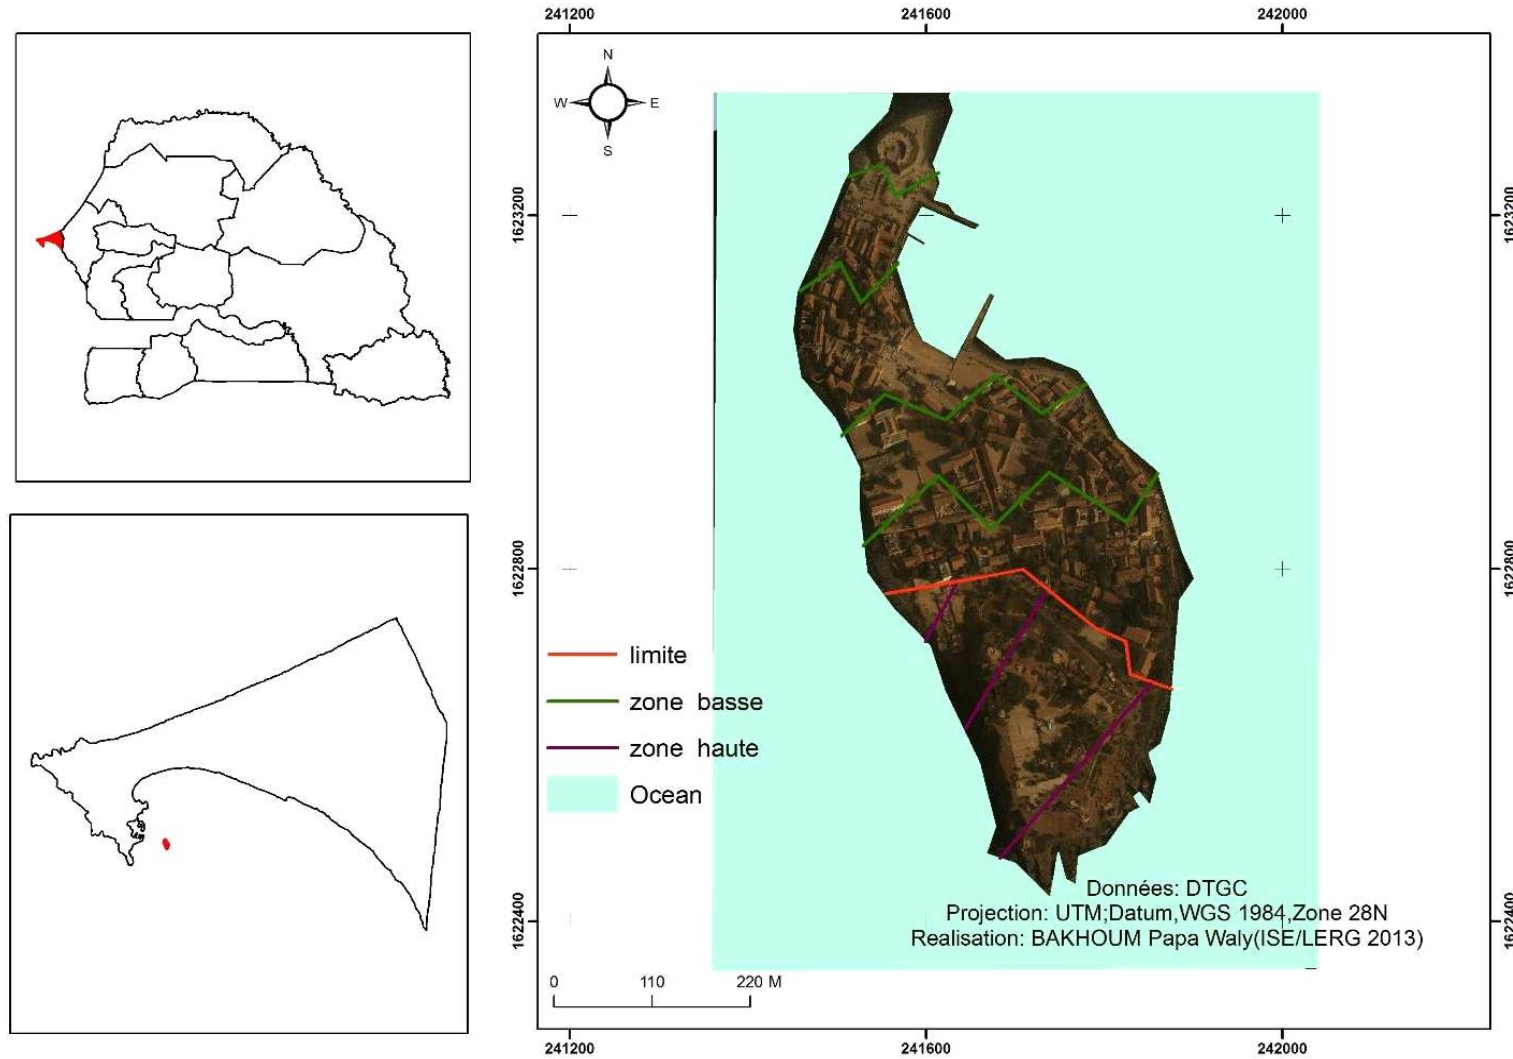 241200 241600 242000
N
W E
S
1623200 1623200
1622800 1622800
limite
zone basse
zone haute
Ocean
Données: DTGC
Projection: UTM;Datum,WGS 1984,Zone 28N
Realisation: BAKHOUM Papa Waly(ISE/LERG 2013)
1622400 1622400
0 110 220 M
241200 241600 242000